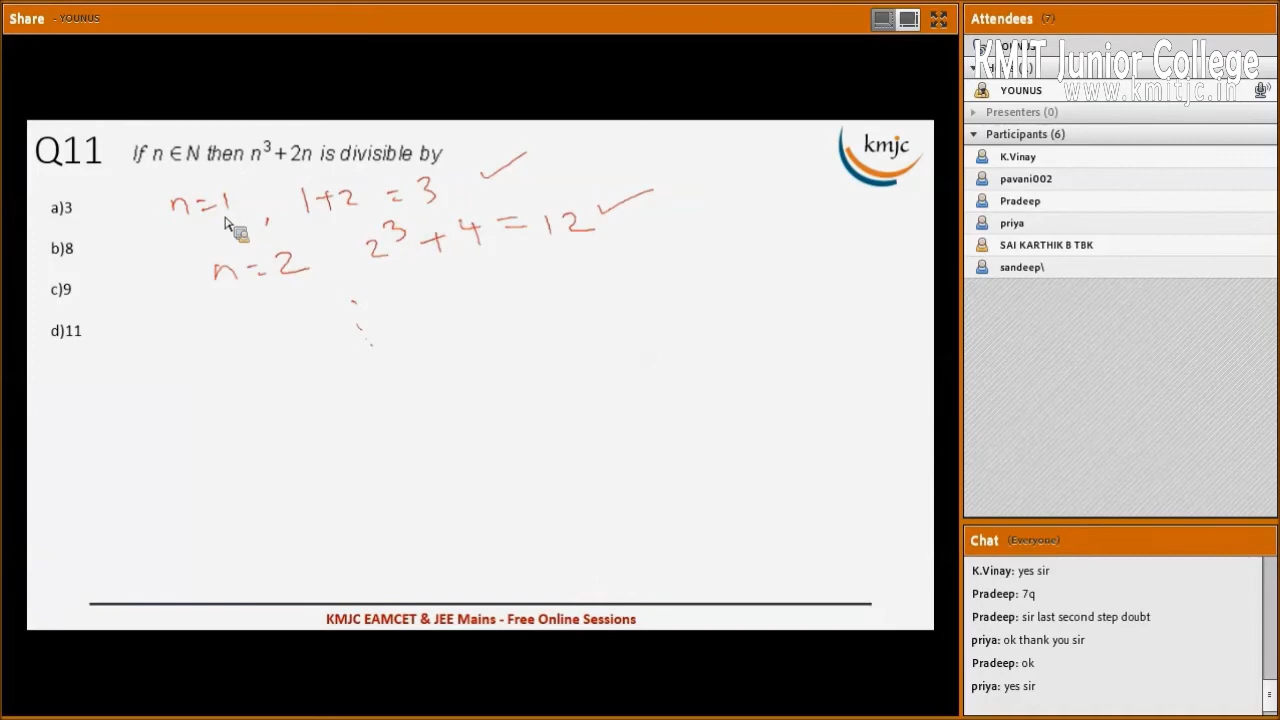 Share - YOUNUS
Q11 If n ∈ N then n³ + 2n is divisible by
kmjc
a)3
b)8
c)9
d)11
n=1 , 1+2 = 3 ✓
n=2 2³ + 4 = 12 ✓
KMJC EAMCET & JEE Mains - Free Online Sessions
Attendees (7)
KMIT Junior College
www.kmitjc.in
YOUNUS
Presenters (0)
Participants (6)
K.Vinay
pavani002
Pradeep
priya
SAI KARTHIK B TBK
sandeep\
Chat (Everyone)
K.Vinay: yes sir
Pradeep: 7q
Pradeep: sir last second step doubt
priya: ok thank you sir
Pradeep: ok
priya: yes sir